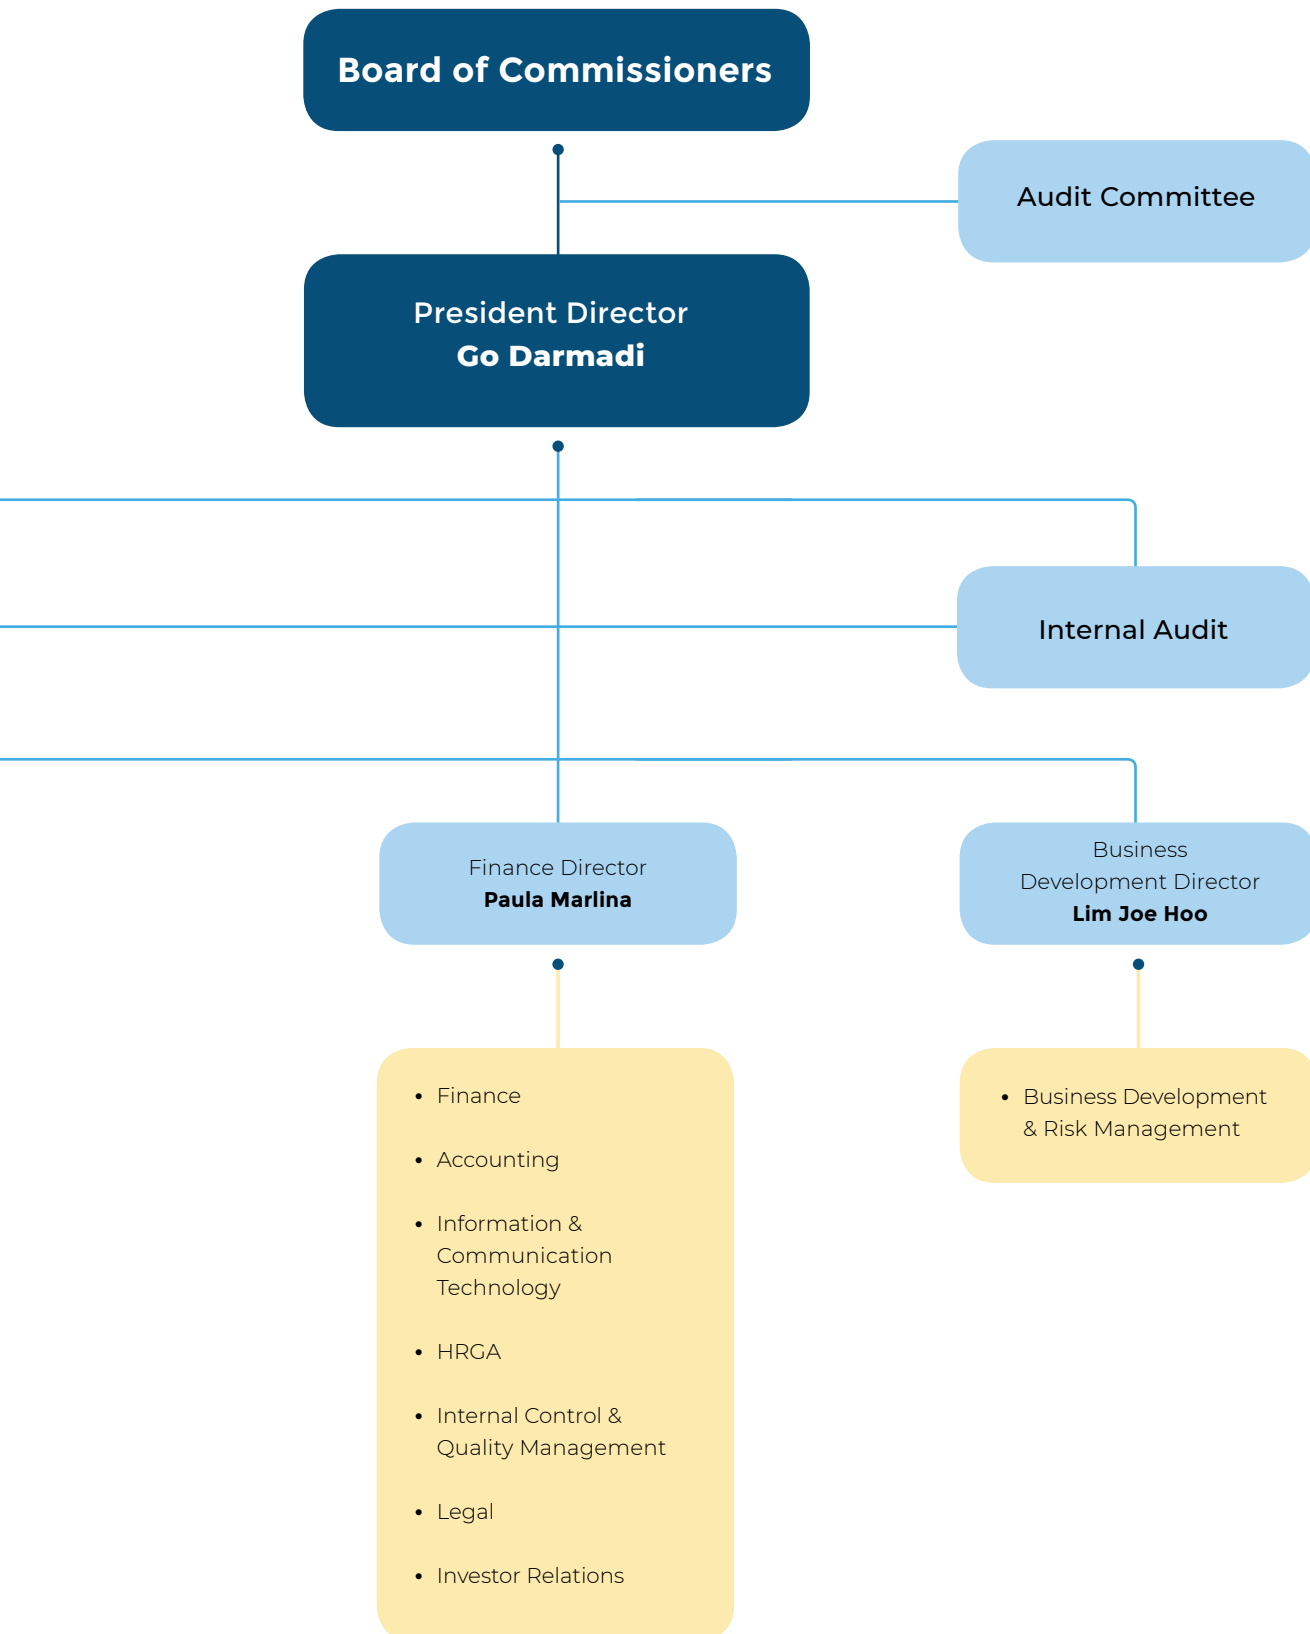 Board of Commissioners
Audit Committee
President Director
Go Darmadi
Internal Audit
Finance Director
Paula Marlina
Business
Development Director
Lim Joe Hoo
• Finance
• Accounting
• Information &
Communication
Technology
• HRGA
• Internal Control &
Quality Management
• Legal
• Investor Relations
• Business Development
& Risk Management